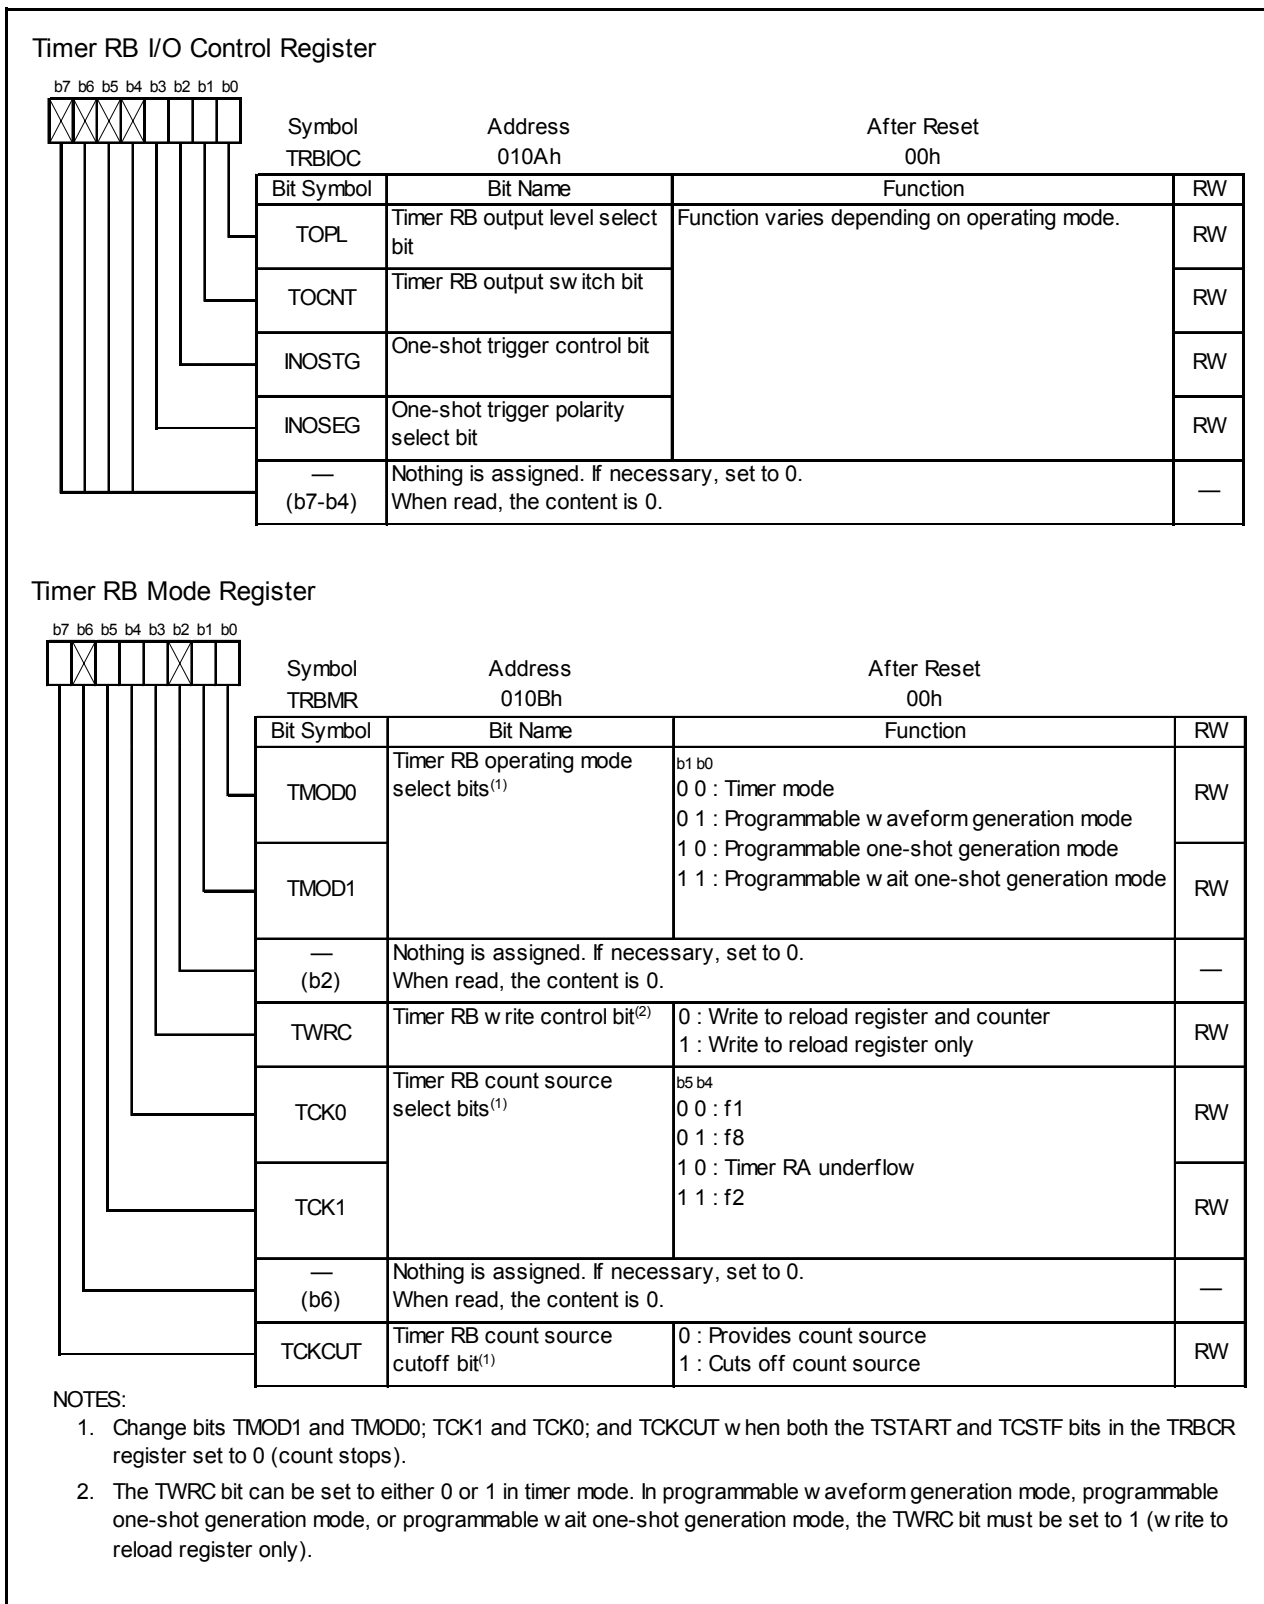 Timer RB I/O Control Register
b7 b6 b5 b4 b3 b2 b1 b0
Symbol Address After Reset
TRBIOC 010Ah 00h
Bit Symbol Bit Name Function RW
TOPL Timer RB output level select bit Function varies depending on operating mode. RW
TOCNT Timer RB output switch bit RW
INOSTG One-shot trigger control bit RW
INOSEG One-shot trigger polarity select bit RW
— (b7-b4) Nothing is assigned. If necessary, set to 0. —
When read, the content is 0.
Timer RB Mode Register
b7 b6 b5 b4 b3 b2 b1 b0
Symbol Address After Reset
TRBMR 010Bh 00h
Bit Symbol Bit Name Function RW
TMOD0 Timer RB operating mode select bits(1) b1 b0 RW
0 0 : Timer mode
0 1 : Programmable waveform generation mode
1 0 : Programmable one-shot generation mode
TMOD1 1 1 : Programmable wait one-shot generation mode RW
— (b2) Nothing is assigned. If necessary, set to 0. —
When read, the content is 0.
TWRC Timer RB write control bit(2) 0 : Write to reload register and counter RW
1 : Write to reload register only
TCK0 Timer RB count source select bits(1) b5 b4 RW
0 0 : f1
0 1 : f8
1 0 : Timer RA underflow
TCK1 1 1 : f2 RW
— (b6) Nothing is assigned. If necessary, set to 0. —
When read, the content is 0.
TCKCUT Timer RB count source cutoff bit(1) 0 : Provides count source RW
1 : Cuts off count source
NOTES:
1. Change bits TMOD1 and TMOD0; TCK1 and TCK0; and TCKCUT when both the TSTART and TCSTF bits in the TRBCR
register set to 0 (count stops).
2. The TWRC bit can be set to either 0 or 1 in timer mode. In programmable waveform generation mode, programmable
one-shot generation mode, or programmable wait one-shot generation mode, the TWRC bit must be set to 1 (write to
reload register only).